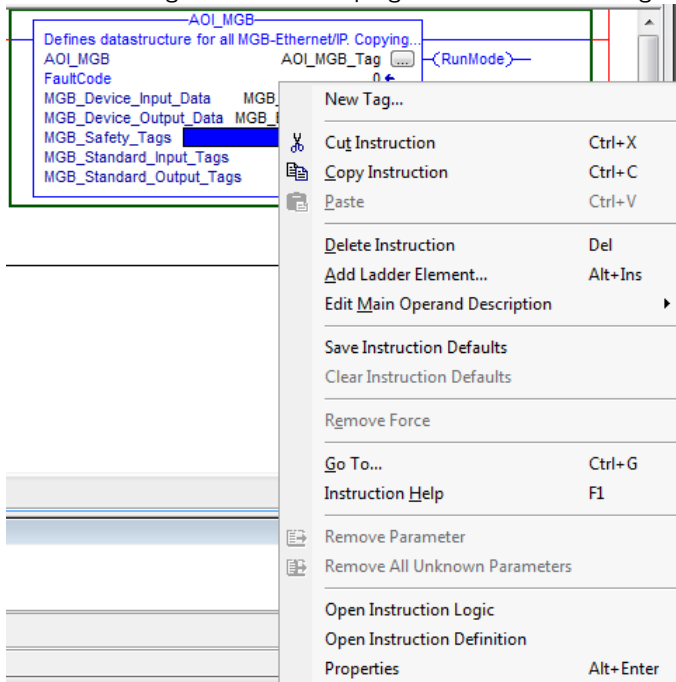 AOI_MGB
Defines datastructure for all MGB-Ethernet/IP. Copying...
AOI_MGB AOI_MGB_Tag ... (RunMode)
FaultCode 0
MGB_Device_Input_Data MGB_
MGB_Device_Output_Data MGB_
MGB_Safety_Tags
MGB_Standard_Input_Tags
MGB_Standard_Output_Tags
New Tag...
Cut Instruction Ctrl+X
Copy Instruction Ctrl+C
Paste Ctrl+V
Delete Instruction Del
Add Ladder Element... Alt+Ins
Edit Main Operand Description
Save Instruction Defaults
Clear Instruction Defaults
Remove Force
Go To... Ctrl+G
Instruction Help F1
Remove Parameter
Remove All Unknown Parameters
Open Instruction Logic
Open Instruction Definition
Properties Alt+Enter